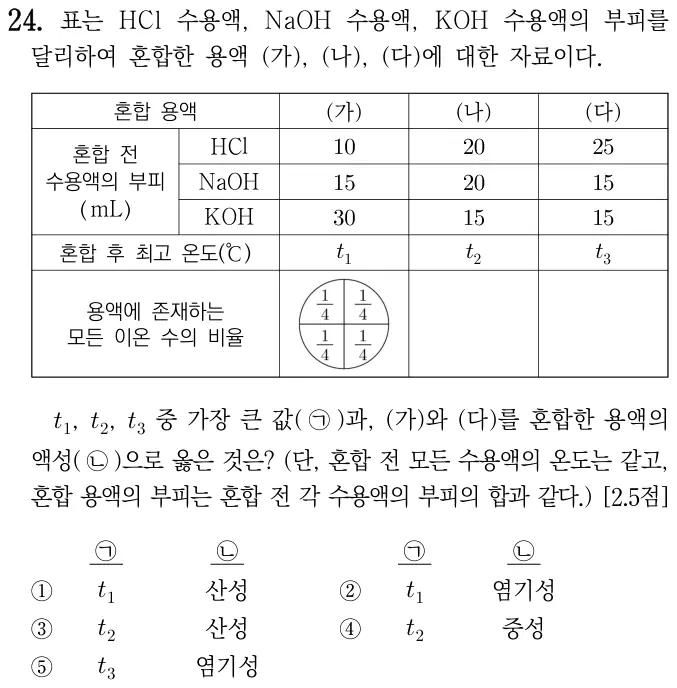 24. 표는 HCl 수용액, NaOH 수용액, KOH 수용액의 부피를
달리하여 혼합한 용액 (가), (나), (다)에 대한 자료이다.
혼합 용액 (가) (나) (다)
혼합 전 수용액의 부피 (mL) HCl 10 20 25
NaOH 15 20 15
KOH 30 15 15
혼합 후 최고 온도(℃) t₁ t₂ t₃
용액에 존재하는 모든 이온 수의 비율 1/4 1/4 1/4 1/4
t₁, t₂, t₃ 중 가장 큰 값( ㉠ )과, (가)와 (다)를 혼합한 용액의
액성( ㉡ )으로 옳은 것은? (단, 혼합 전 모든 수용액의 온도는 같고,
혼합 용액의 부피는 혼합 전 각 수용액의 부피의 합과 같다.) [2.5점]
㉠ ㉡ ㉠ ㉡
① t₁ 산성 ② t₁ 염기성
③ t₂ 산성 ④ t₂ 중성
⑤ t₃ 염기성